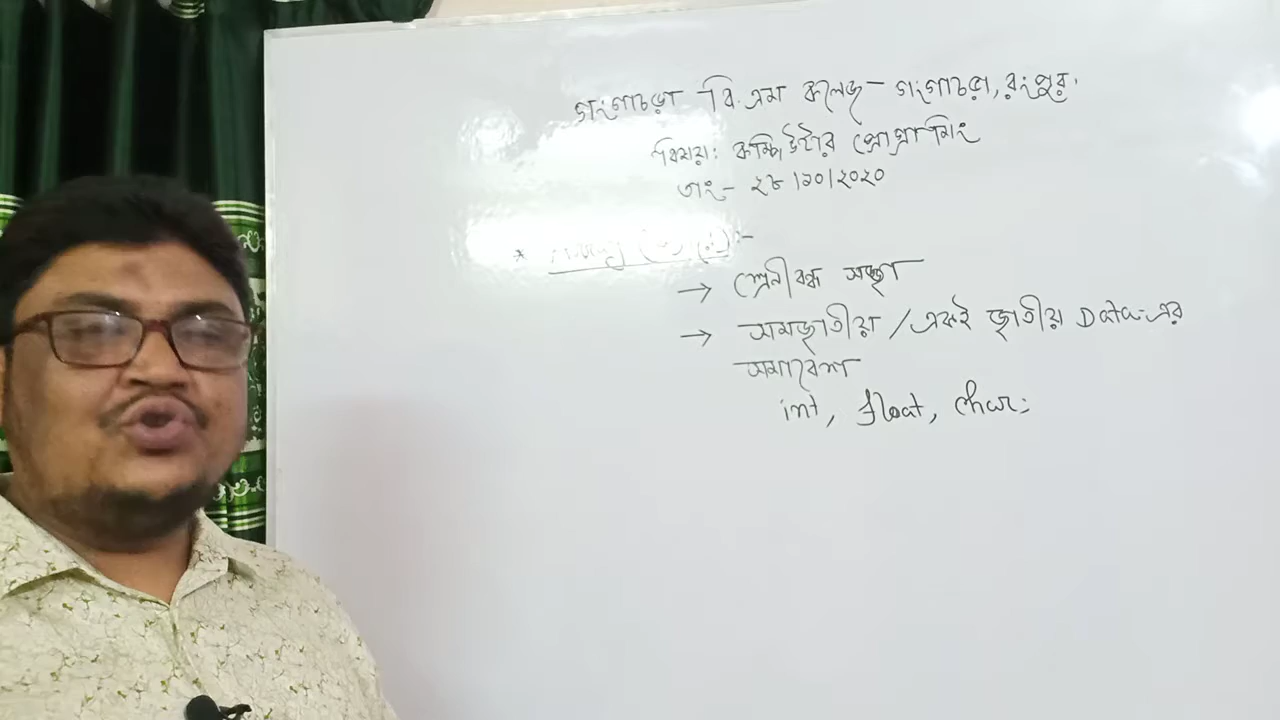 গংগাচড়া বি.এম কলেজ - গংগাচরা, রংপুর.
বিষয়: কম্পিউটার প্রোগ্রামিং
তাং- ২৮/১০/২০২০
*
→ শ্রেনীবদ্ধ সজ্জা
→ সমজাতীয়/একই জাতীয় Data এর
সমাবেশ
int, float, char;